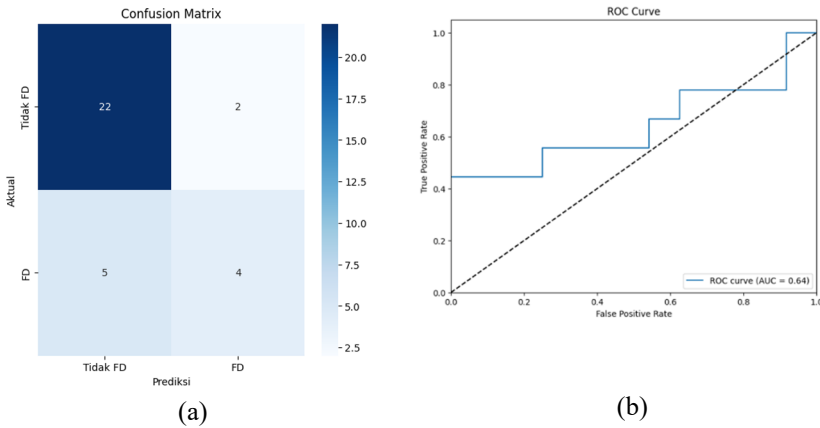 Confusion Matrix
Tidak FD
FD
Aktual
22
2
5
4
Tidak FD
FD
Prediksi
20.0
17.5
15.0
12.5
10.0
7.5
5.0
2.5
(a)
ROC Curve
True Positive Rate
1.0
0.8
0.6
0.4
0.2
0.0
0.0
0.2
0.4
0.6
0.8
1.0
False Positive Rate
ROC curve (AUC = 0.64)
(b)